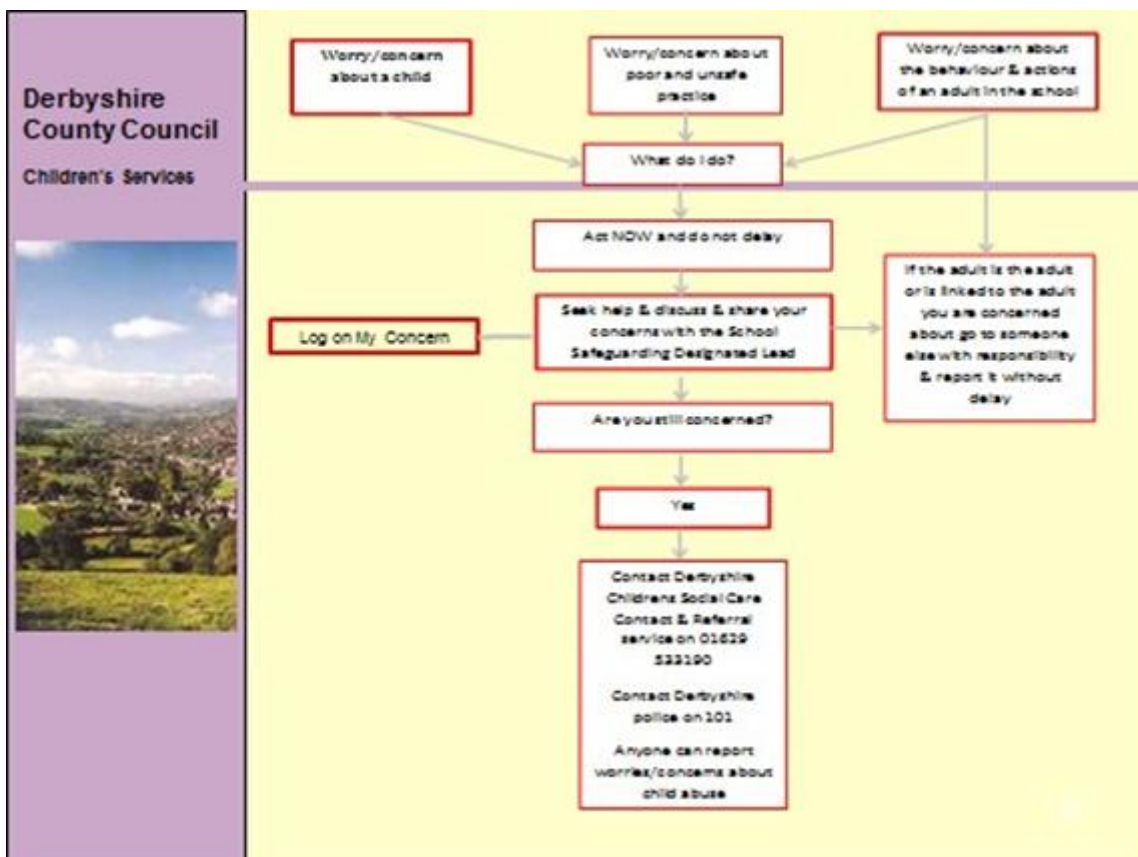 Derbyshire
County Council
Children's Services
Worry/concern
about a child
Worry/concern about
poor and unsafe
practice
Worry/concern about
the behaviour & actions
of an adult in the school
What do I do?
Act NOW and do not delay
Seek help & discuss & share your
concerns with the School
Safeguarding Designated Lead
Log on My Concern
If the adult is the adult
or is linked to the adult
you are concerned
about go to someone
else with responsibility
& report it without
delay
Are you still concerned?
Yes
Contact Derbyshire
Childrens Social Care
Contact & Referral
service on 01629
533190
Contact Derbyshire
police on 101
Anyone can report
worries/concerns about
child abuse